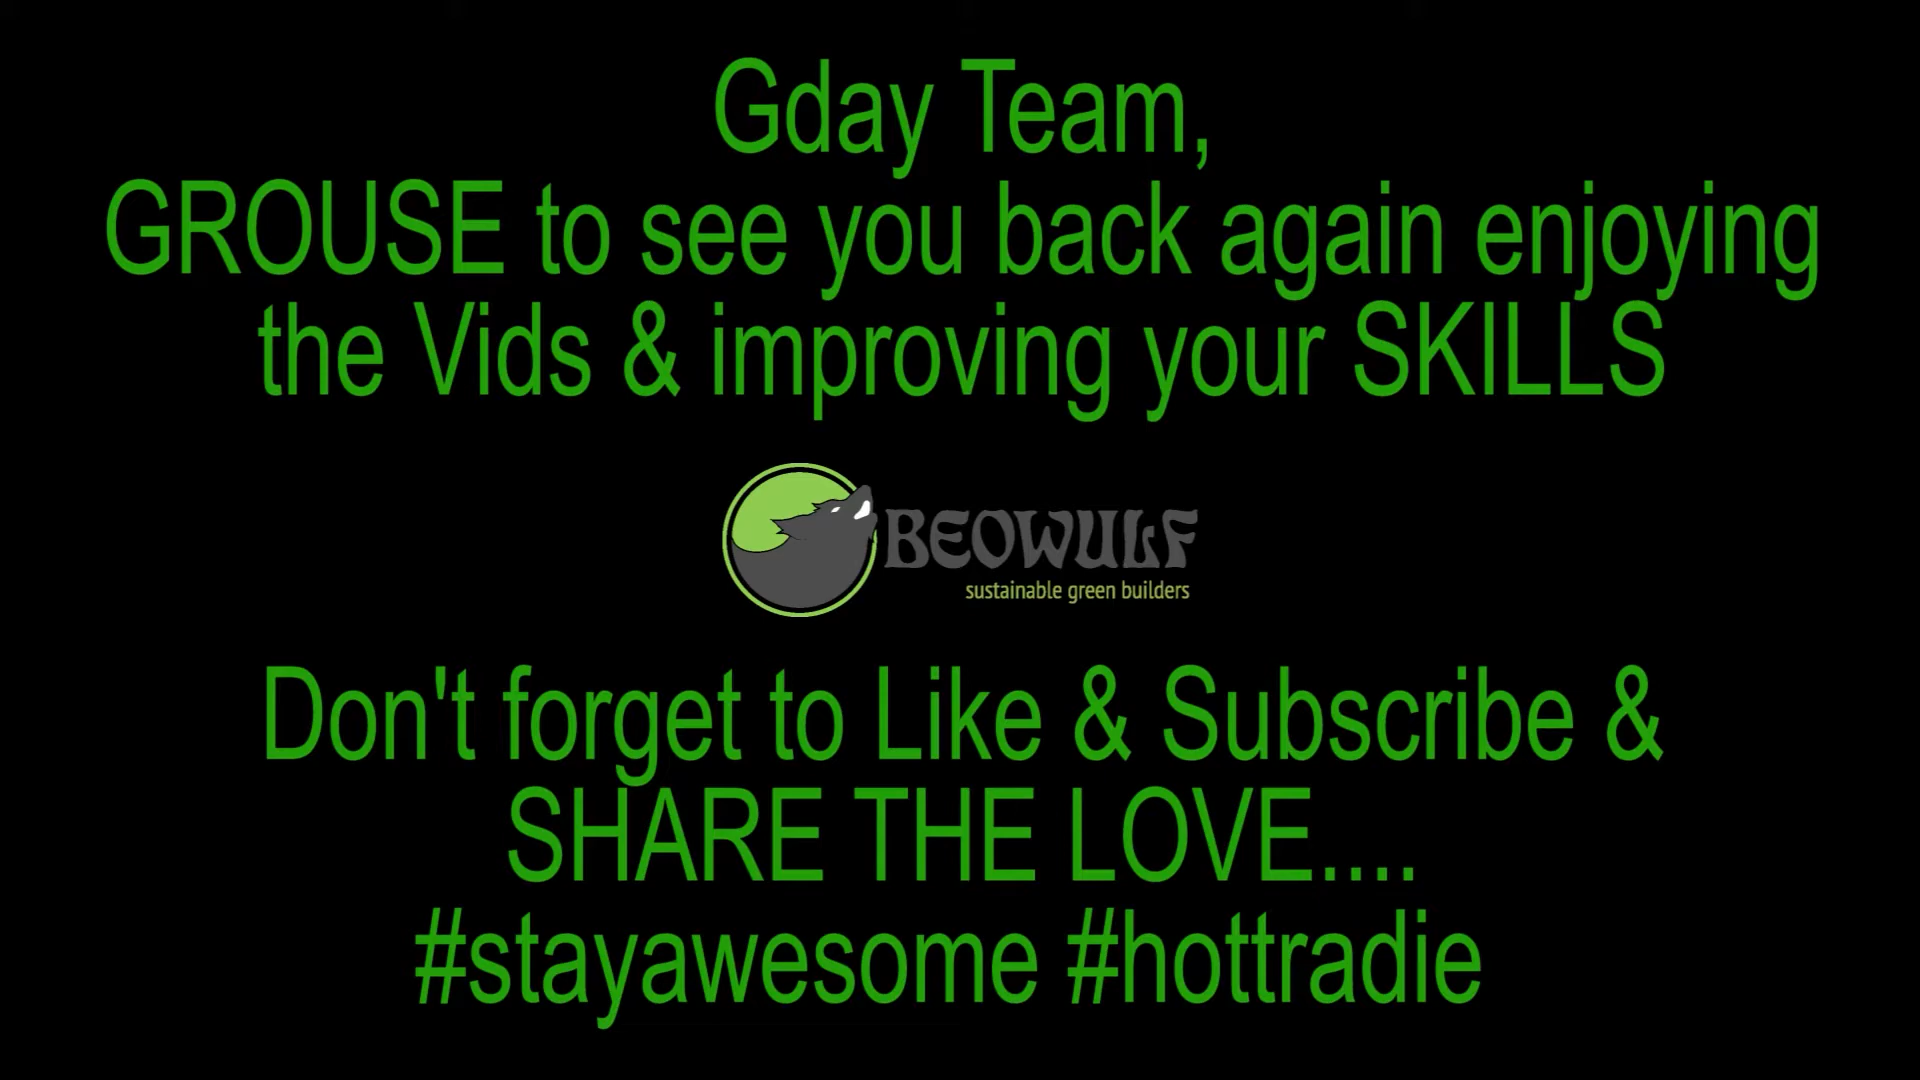 Gday Team,
GROUSE to see you back again enjoying
the Vids & improving your SKILLS
BEOWULF
sustainable green builders
Don't forget to Like & Subscribe &
SHARE THE LOVE....
#stayawesome #hottradie